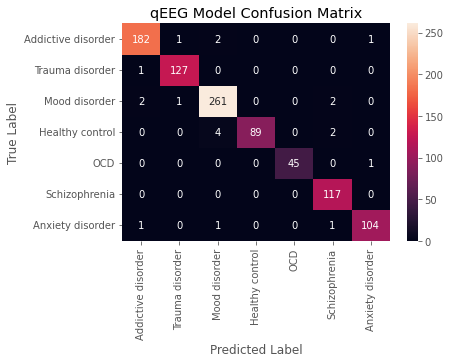 qEEG Model Confusion Matrix
True Label
Addictive disorder 182 1 2 0 0 0 1
Trauma disorder 1 127 0 0 0 0 0
Mood disorder 2 1 261 0 0 2 0
Healthy control 0 0 4 89 0 2 0
OCD 0 0 0 0 45 0 1
Schizophrenia 0 0 0 0 0 117 0
Anxiety disorder 1 0 1 0 0 1 104
Addictive disorder
Trauma disorder
Mood disorder
Healthy control
OCD
Schizophrenia
Anxiety disorder
Predicted Label
250
200
150
100
50
0